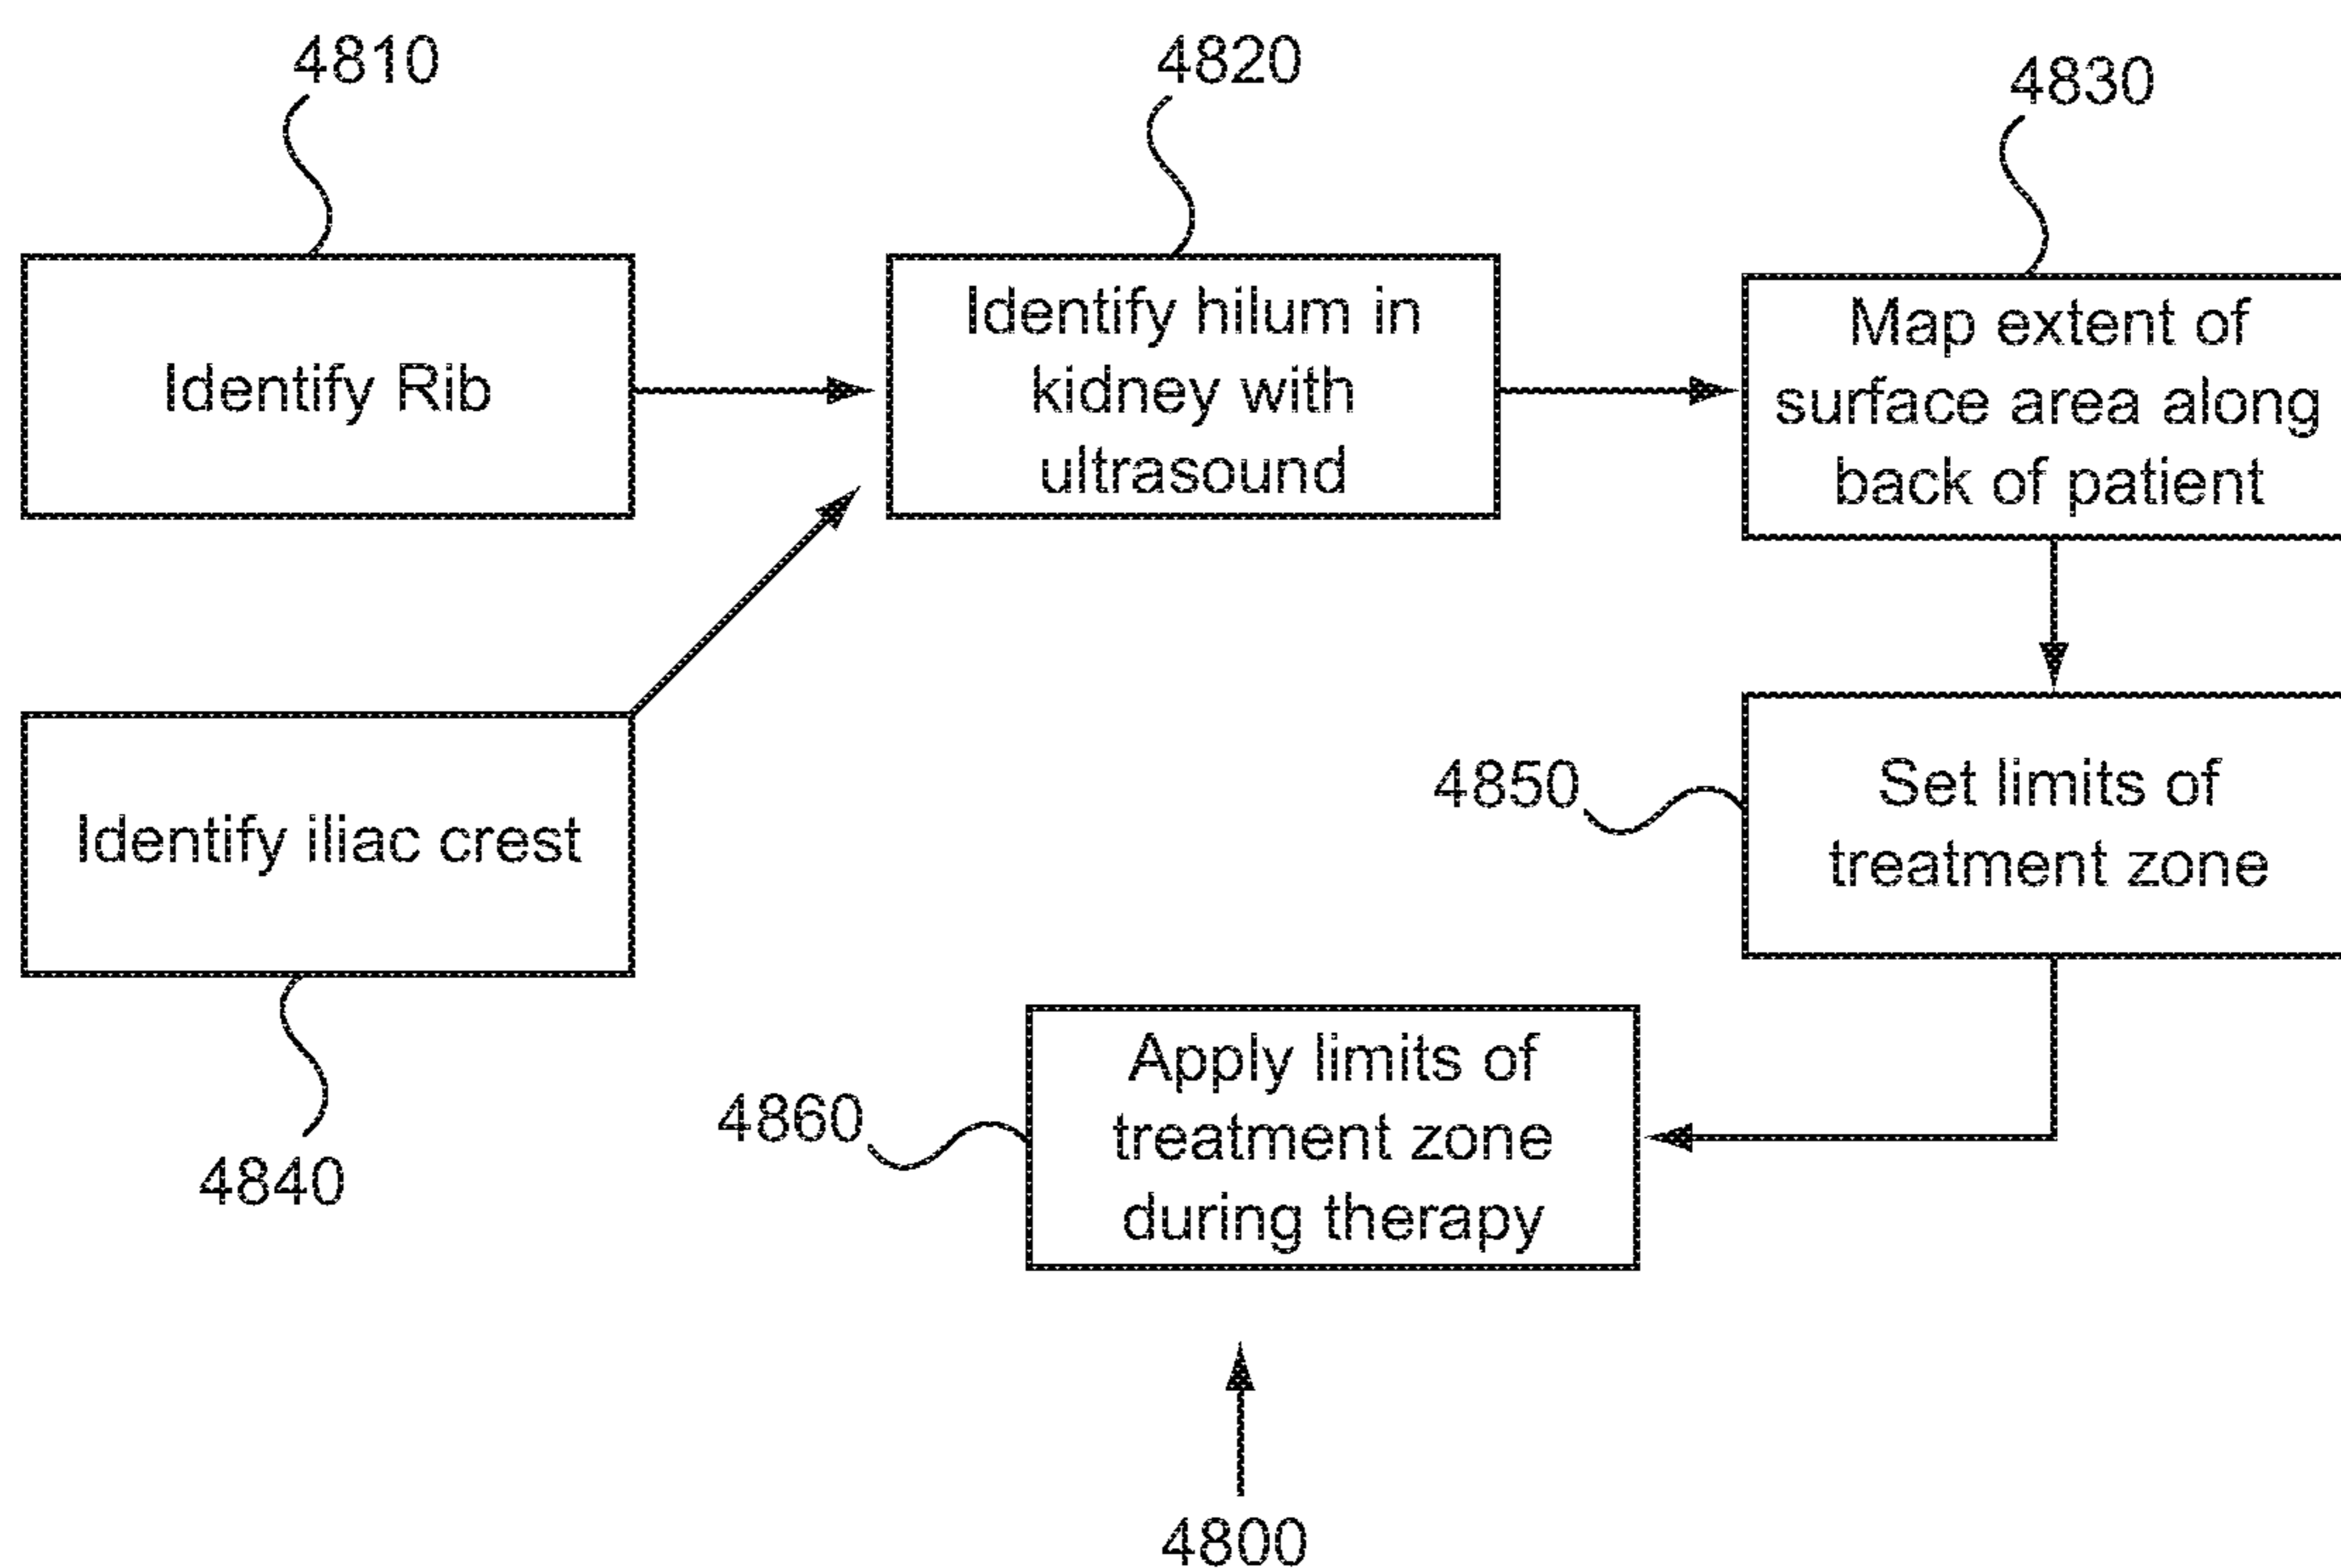 4810
4820
4830
Identify Rib
Identify hilum in
kidney with
ultrasound
Map extent of
surface area along
back of patient
Identify iliac crest
4840
4850
Set limits of
treatment zone
4860
Apply limits of
treatment zone
during therapy
4800